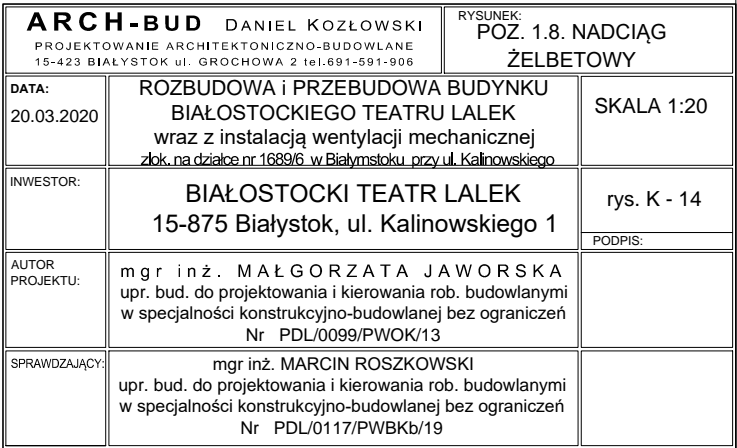 ARCH-BUD DANIEL KOZŁOWSKI
PROJEKTOWANIE ARCHITEKTONICZNO-BUDOWLANE
15-423 BIAŁYSTOK ul. GROCHOWA 2 tel.691-591-906
RYSUNEK:
POZ. 1.8. NADCIĄG
ŻELBETOWY
DATA:
20.03.2020
ROZBUDOWA i PRZEBUDOWA BUDYNKU
BIAŁOSTOCKIEGO TEATRU LALEK
wraz z instalacją wentylacji mechanicznej
zlok. na działce nr 1689/6 w Białymstoku przy ul. Kalinowskiego
SKALA 1:20
INWESTOR:
BIAŁOSTOCKI TEATR LALEK
15-875 Białystok, ul. Kalinowskiego 1
rys. K - 14
PODPIS:
AUTOR
PROJEKTU:
mgr inż. MAŁGORZATA JAWORSKA
upr. bud. do projektowania i kierowania rob. budowlanymi
w specjalności konstrukcyjno-budowlanej bez ograniczeń
Nr PDL/0099/PWOK/13
SPRAWDZAJĄCY:
mgr inż. MARCIN ROSZKOWSKI
upr. bud. do projektowania i kierowania rob. budowlanymi
w specjalności konstrukcyjno-budowlanej bez ograniczeń
Nr PDL/0117/PWBKb/19